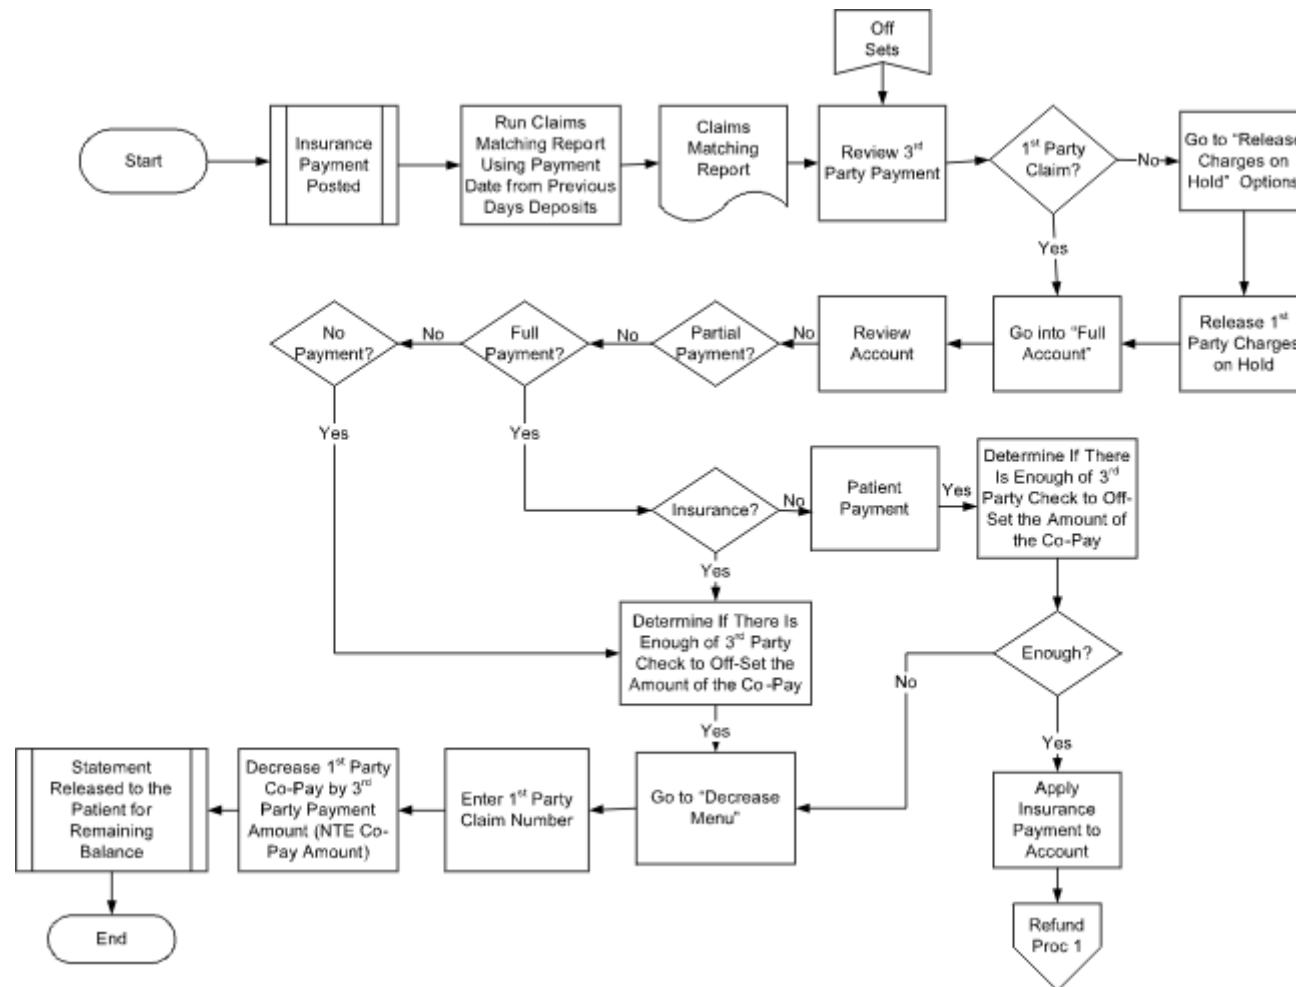 Off
Sets
Start
Insurance
Payment
Posted
Run Claims
Matching Report
Using Payment
Date from Previous
Days Deposits
Claims
Matching
Report
Review 3rd
Party Payment
1st Party
Claim?
No
Go to “Release
Charges on
Hold” Options
Yes
No
Payment?
No
Full
Payment?
No
Partial
Payment?
No
Review
Account
Go into “Full
Account”
Release 1st
Party Charges
on Hold
Yes
Yes
Insurance?
No
Patient
Payment
Yes
Determine If There
Is Enough of 3rd
Party Check to Off-
Set the Amount of
the Co-Pay
Yes
Determine If There Is
Enough of 3rd Party
Check to Off-Set the
Amount of the Co-Pay
Enough?
No
Yes
Yes
Statement
Released to the
Patient for
Remaining
Balance
Decrease 1st Party
Co-Pay by 3rd
Party Payment
Amount (NTE Co-
Pay Amount)
Enter 1st Party
Claim Number
Go to “Decrease
Menu”
Apply
Insurance
Payment to
Account
End
Refund
Proc 1